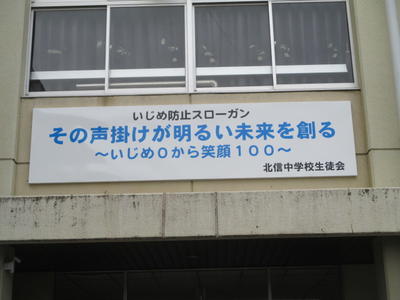 いじめ防止スローガン
その声掛けが明るい未来を創る
～いじめ０から笑顔１００～
北信中学校生徒会